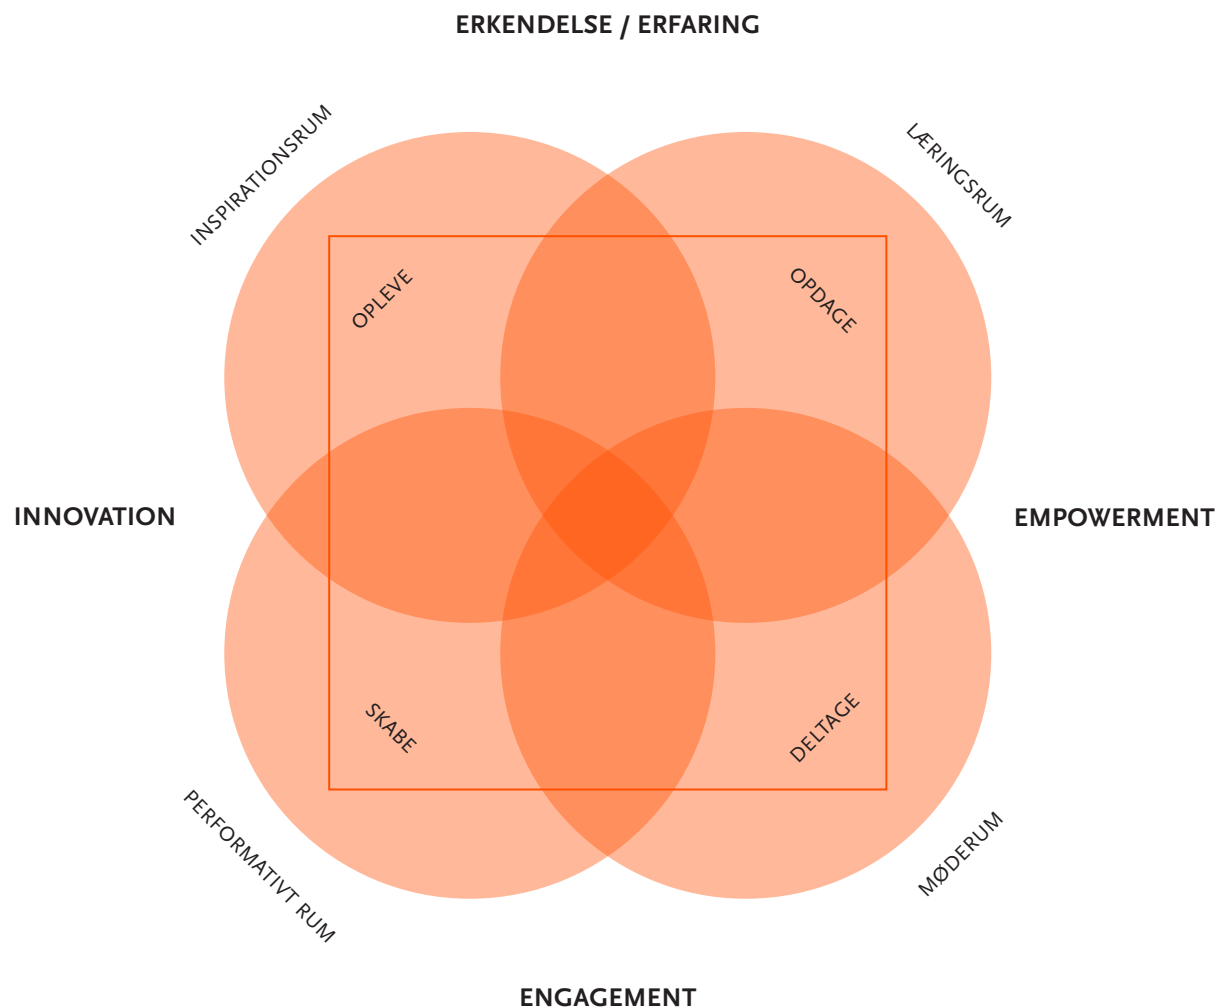 ERKENDELSE / ERFARING
INSPIRATIONSRUM
LÆRINGSRUM
OPLEVE
OPDAGE
INNOVATION
EMPOWERMENT
SKABE
DELTAGE
PERFORMATIVT RUM
MØDERUM
ENGAGEMENT